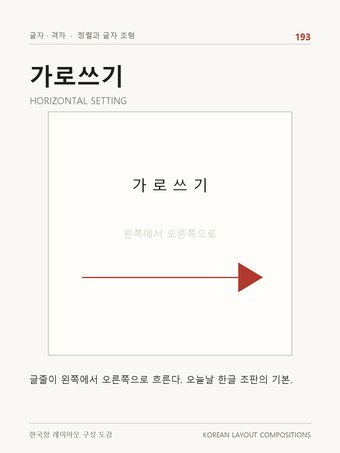 글자 · 격자 · 정렬과 글자 조형
193
가로쓰기
HORIZONTAL SETTING
가로쓰기
왼쪽에서 오른쪽으로
글줄이 왼쪽에서 오른쪽으로 흐른다. 오늘날 한글 조판의 기본.
한국형 레이아웃 구성 도감
KOREAN LAYOUT COMPOSITIONS